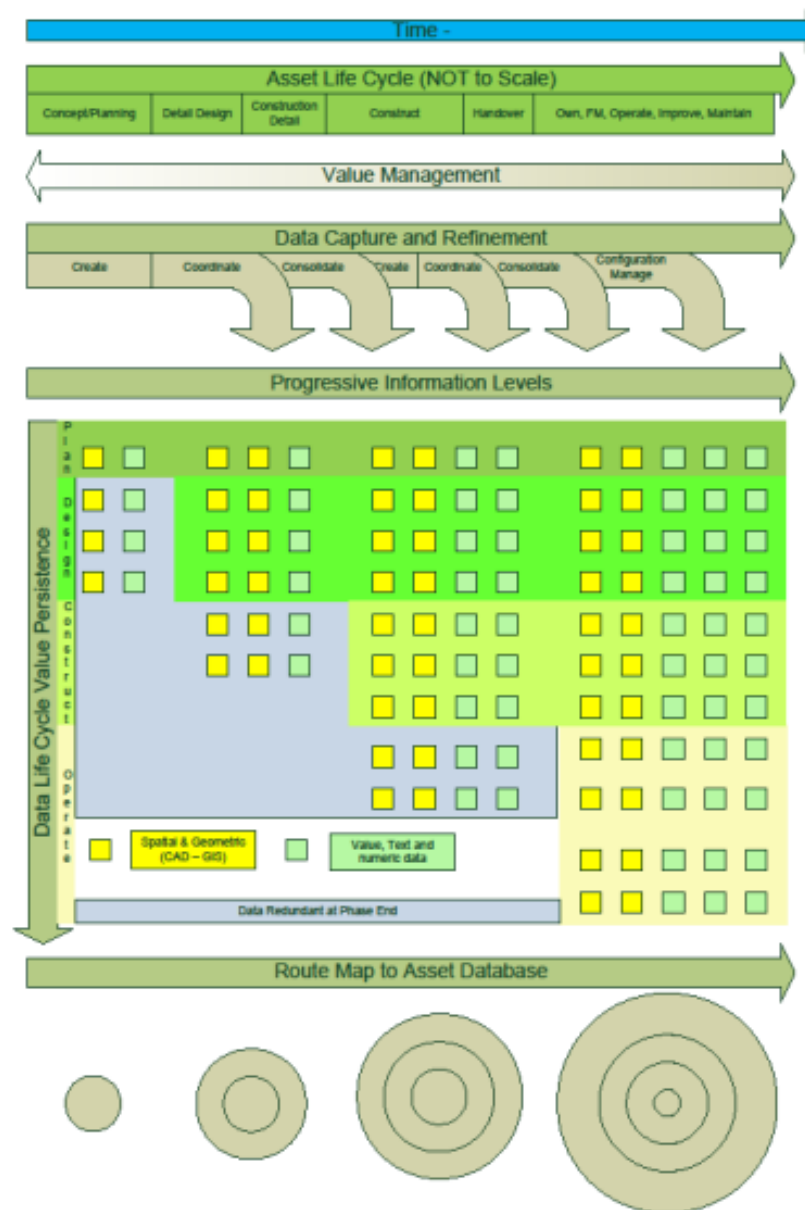 Time -
Asset Life Cycle (NOT to Scale)
Concept/Planning
Detail Design
Construction
Detail
Construct
Handover
Own, FM, Operate, Improve, Maintain
Value Management
Data Capture and Refinement
Create
Coordinate
Consolidate
Create
Coordinate
Consolidate
Configuration
Manage
Progressive Information Levels
Data Life Cycle Value Persistence
Plan
Design
Construct
Operate
Spatial & Geometric
(CAD – GIS)
Value, Text and
numeric data
Data Redundant at Phase End
Route Map to Asset Database